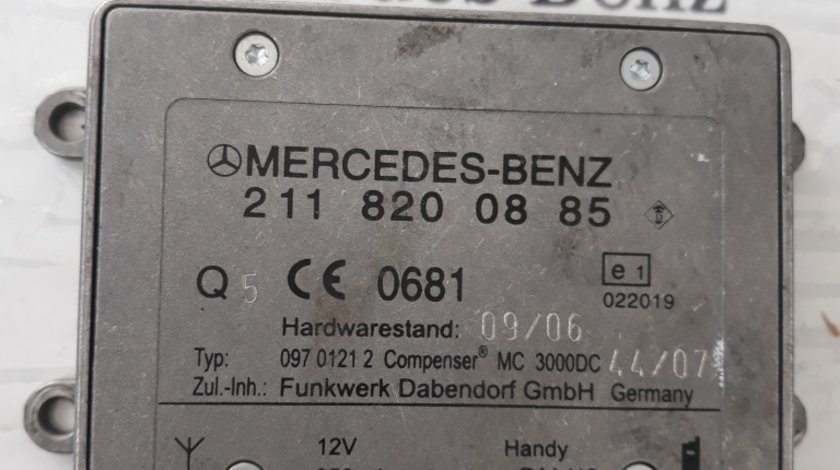 MERCEDES-BENZ
211 820 08 85
Q 5 CE 0681
e 1
022019
Hardwarestand: 09/06
Typ: 097 0121 2 Compenser® MC 3000DC 44/07
Zul.-Inh.: Funkwerk Dabendorf GmbH Germany
12V Handy